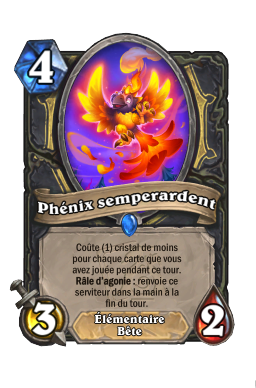 4
Phénix semperardent
Coûte (1) cristal de moins
pour chaque carte que vous
avez jouée pendant ce tour.
Râle d'agonie : renvoie ce
serviteur dans la main à la
fin du tour.
3
Élémentaire
Bête
2